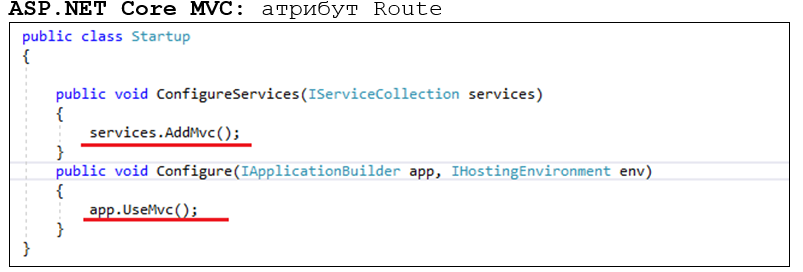 ASP.NET Core MVC: атрибут Route
public class Startup
{
public void ConfigureServices(IServiceCollection services)
{
services.AddMvc();
}
public void Configure(IApplicationBuilder app, IHostingEnvironment env)
{
app.UseMvc();
}
}